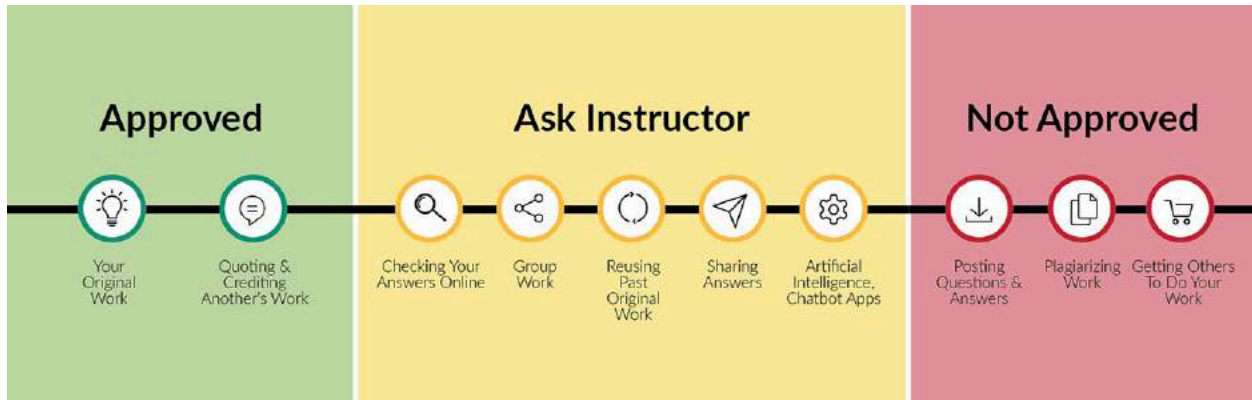 Approved
Your
Original
Work
Quoting &
Crediting
Another's Work
Ask Instructor
Checking Your
Answers Online
Group
Work
Reusing
Past
Original
Work
Sharing
Answers
Artificial
Intelligence,
Chatbot Apps
Not Approved
Posting
Questions &
Answers
Plagiarizing
Work
Getting Others
To Do Your
Work